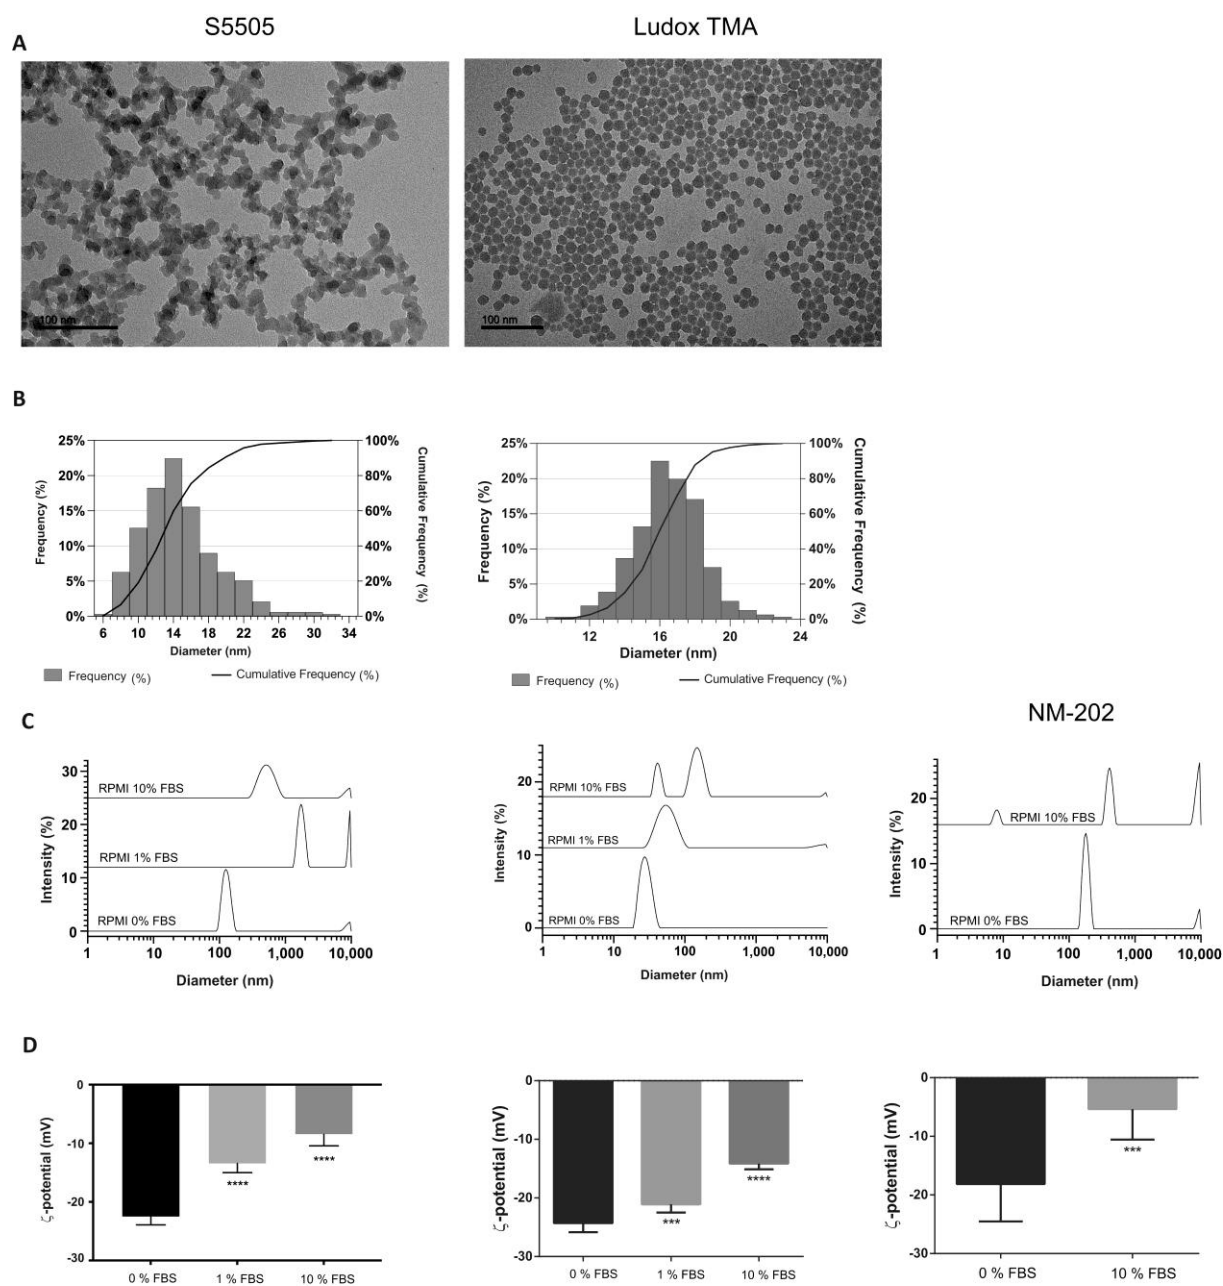 S5505
Ludox TMA
A
100 nm
100 nm
B
25%
20%
15%
10%
5%
0%
Frequency (%)
100%
80%
60%
40%
20%
0%
Cumulative Frequency (%)
6 10 14 18 22 26 30 34
Diameter (nm)
Frequency (%)
Cumulative Frequency (%)
25%
20%
15%
10%
5%
0%
Frequency (%)
100%
80%
60%
40%
20%
0%
Cumulative Frequency (%)
12 16 20 24
Diameter (nm)
Frequency (%)
Cumulative Frequency (%)
C
NM-202
30
20
10
0
Intensity (%)
RPMI 10% FBS
RPMI 1% FBS
RPMI 0% FBS
1 10 100 1,000 10,000
Diameter (nm)
20
10
0
Intensity (%)
RPMI 10% FBS
RPMI 1% FBS
RPMI 0% FBS
1 10 100 1,000 10,000
Diameter (nm)
20
10
0
Intensity (%)
RPMI 10% FBS
RPMI 0% FBS
1 10 100 1,000 10,000
Diameter (nm)
D
0
-10
-20
-30
ζ-potential (mV)
****
****
0 % FBS 1 % FBS 10 % FBS
0
-10
-20
-30
ζ-potential (mV)
***
****
0 % FBS 1 % FBS 10 % FBS
0
-10
-20
-30
ζ-potential (mV)
***
0 % FBS 10 % FBS